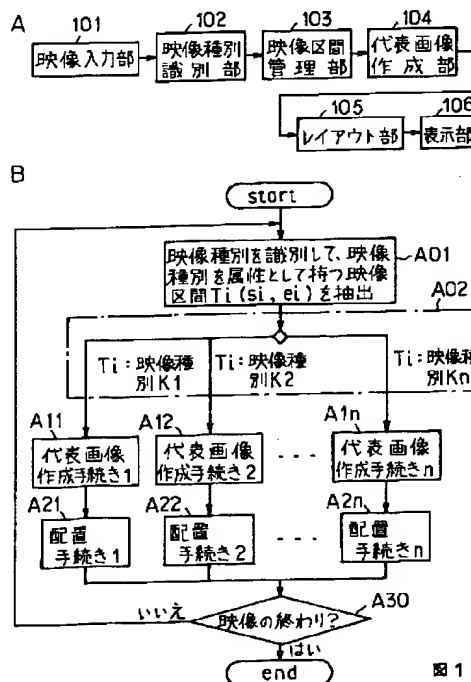 A
101
映像入力部
102
映像種別
識別部
103
映像区間
管理部
104
代表画像
作成部
105
レイアウト部
106
表示部
B
start
映像種別を識別して、映像
種別を属性として持つ映像
区間Ti(si, ei)を抽出
A01
A02
Ti:映像種
別K1
Ti:映像種
別K2
Ti:映像種
別Kn
A11
代表画像
作成手続き1
A12
代表画像
作成手続き2
A1n
代表画像
作成手続きn
A21
配置
手続き1
A22
配置
手続き2
A2n
配置
手続きn
A30
映像の終わり?
いいえ
はい
end
図1